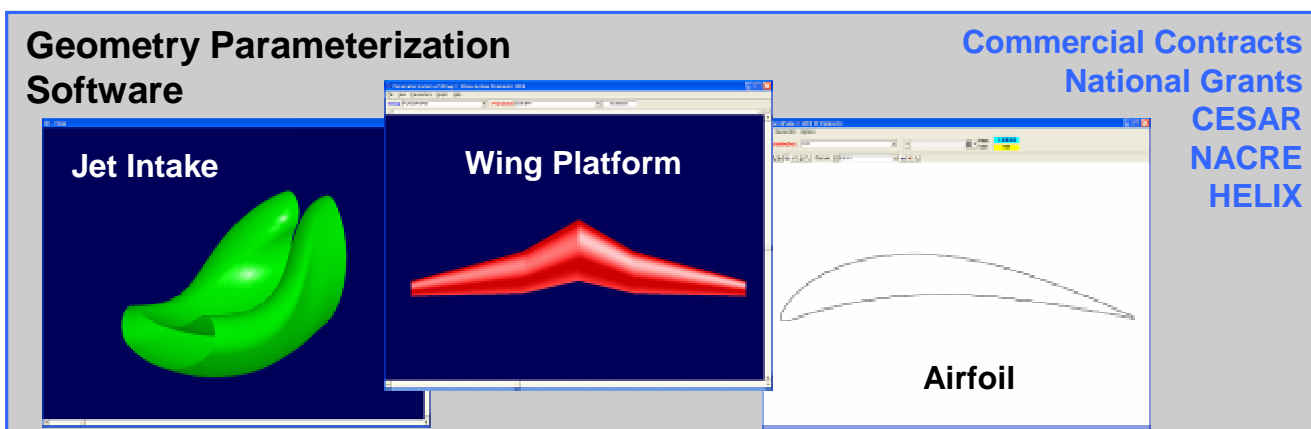 Geometry Parameterization
Software
Commercial Contracts
National Grants
CESAR
NACRE
HELIX
Jet Intake
Wing Platform
Airfoil